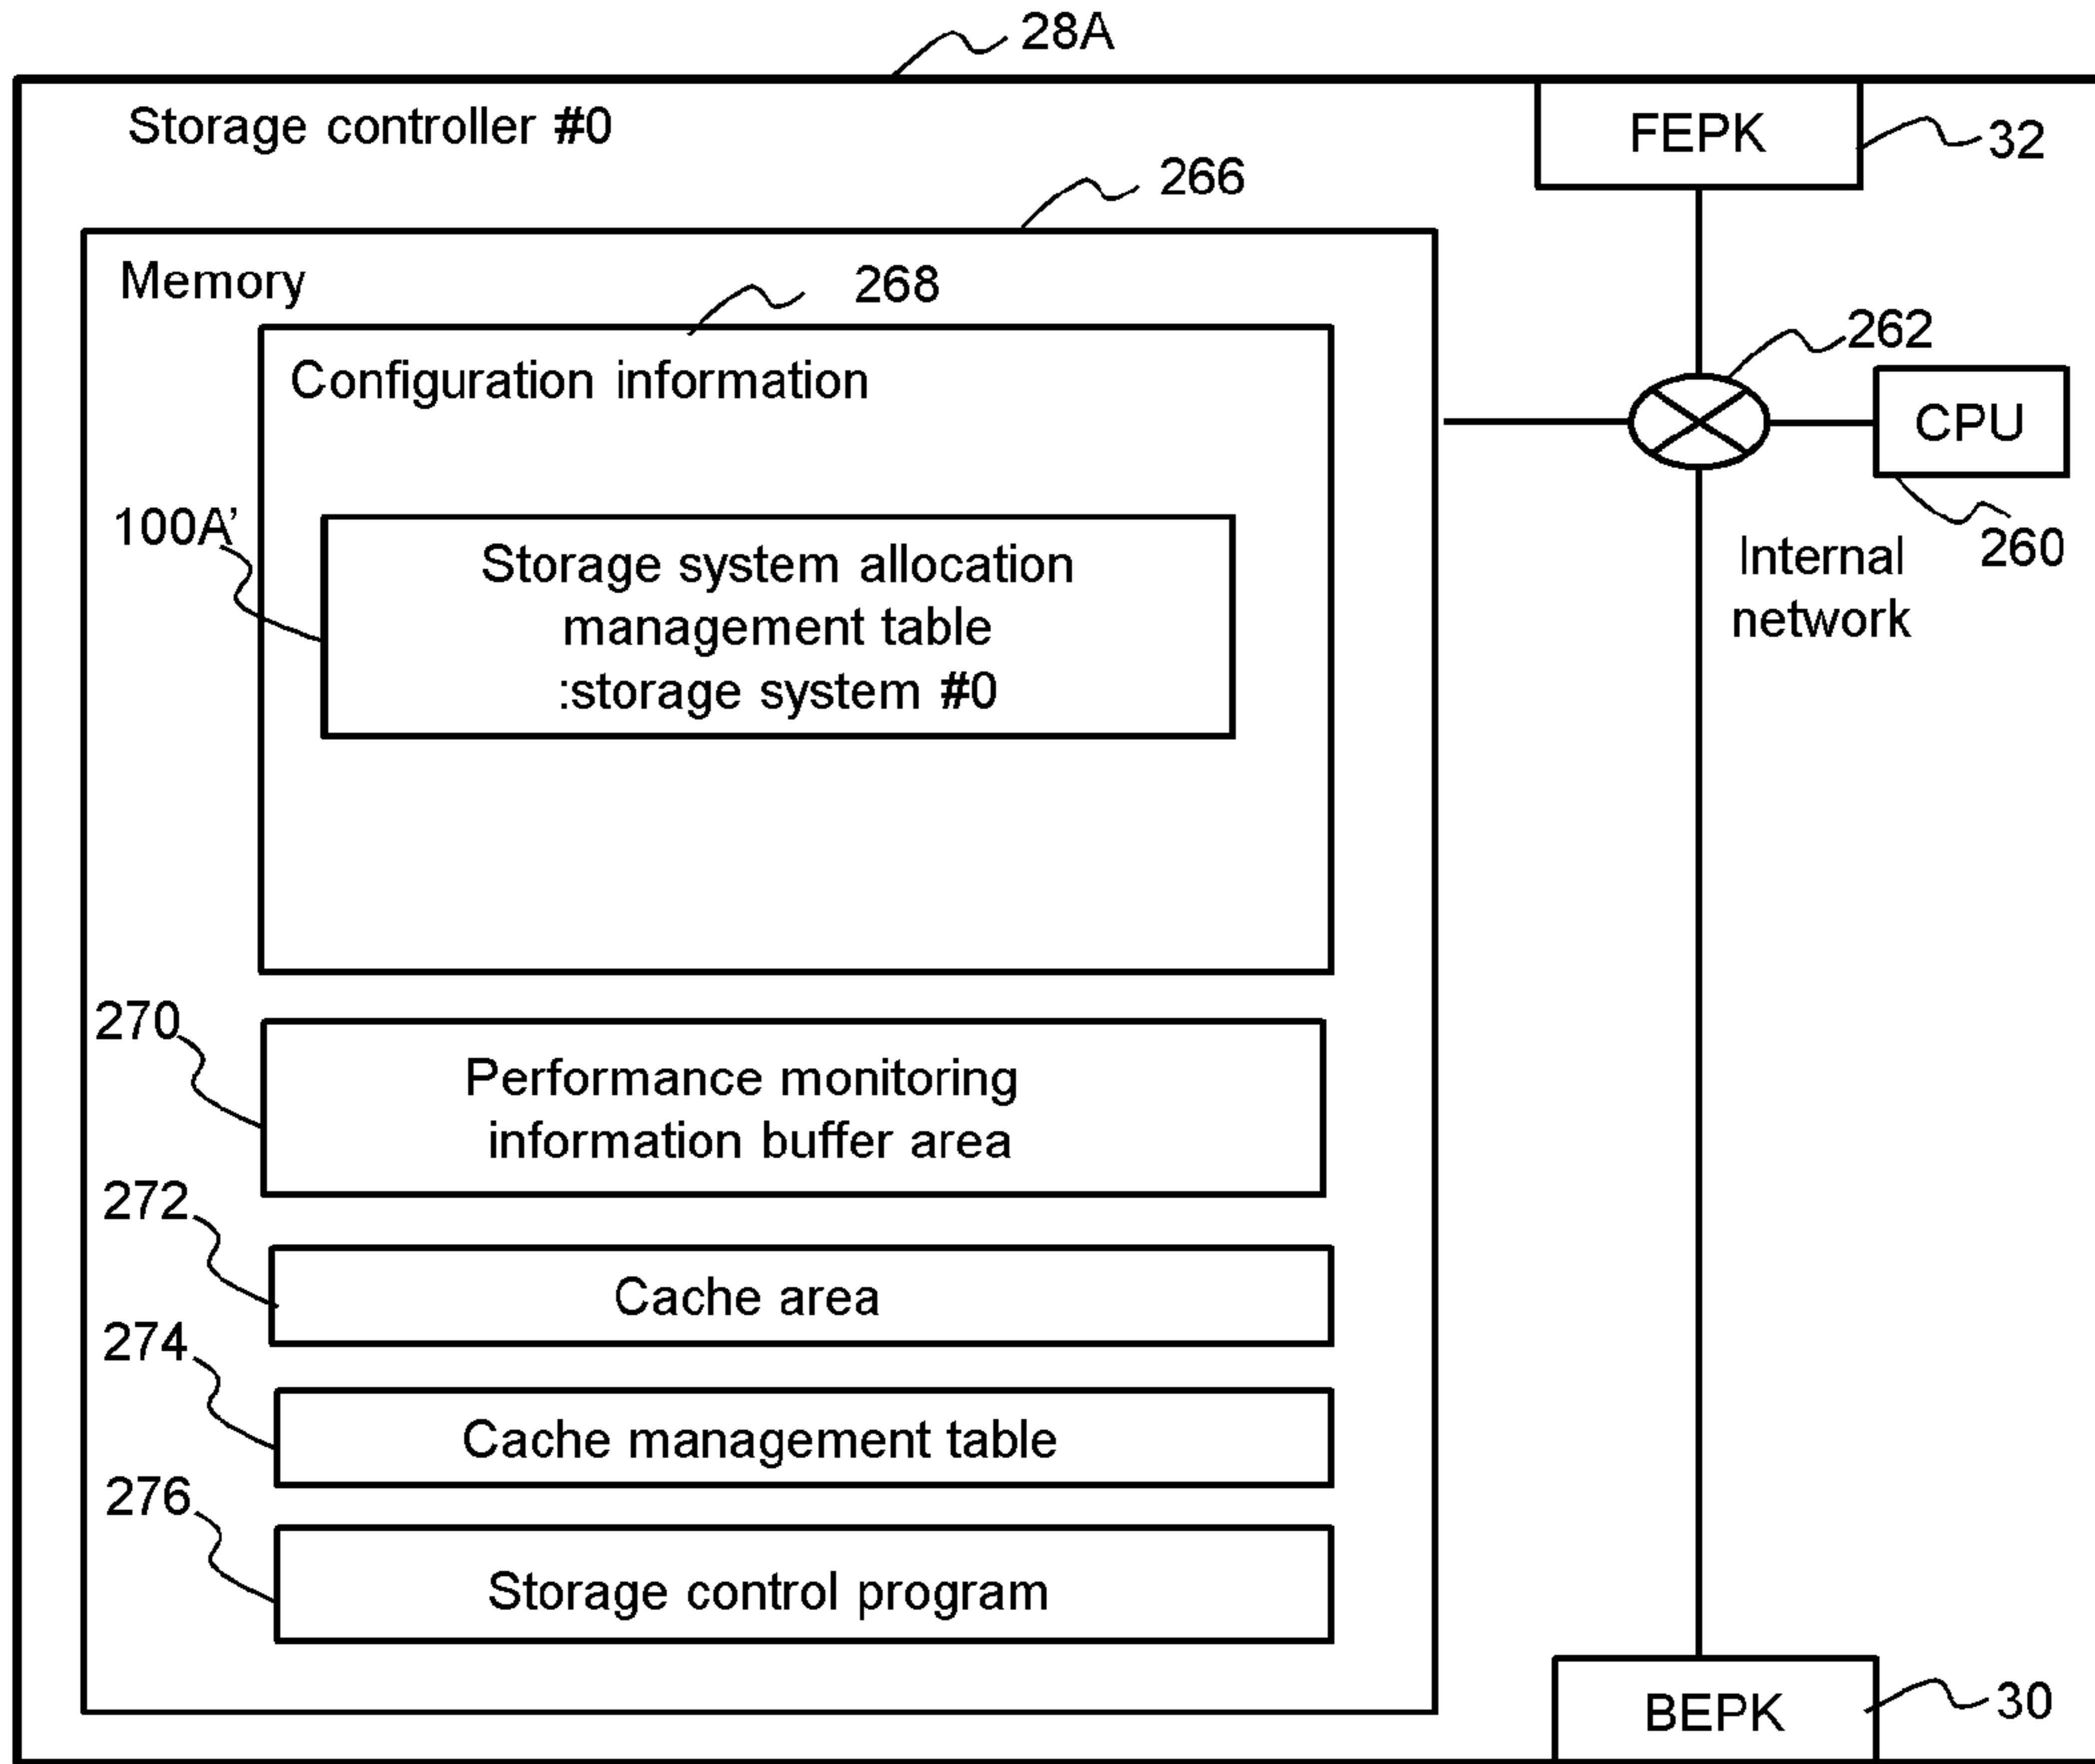 28A
Storage controller #0
FEPK
32
266
Memory
268
262
Configuration information
CPU
100A’
Storage system allocation
management table
:storage system #0
260
Internal
network
270
Performance monitoring
information buffer area
272
Cache area
274
Cache management table
276
Storage control program
BEPK
30